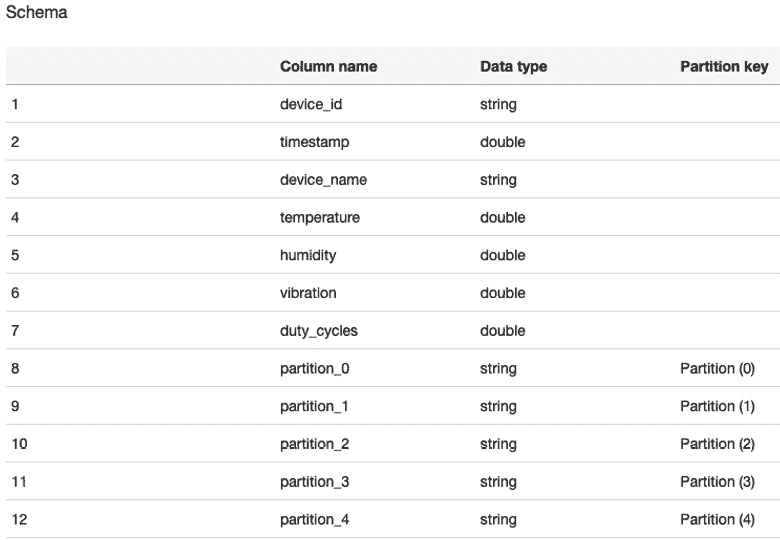 Schema
Column name Data type Partition key
1 device_id string
2 timestamp double
3 device_name string
4 temperature double
5 humidity double
6 vibration double
7 duty_cycles double
8 partition_0 string Partition (0)
9 partition_1 string Partition (1)
10 partition_2 string Partition (2)
11 partition_3 string Partition (3)
12 partition_4 string Partition (4)